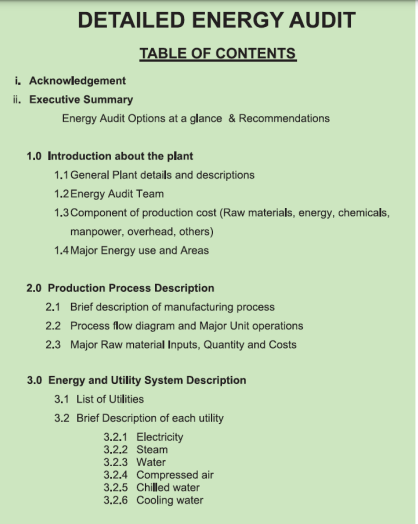 DETAILED ENERGY AUDIT
TABLE OF CONTENTS
i. Acknowledgement
ii. Executive Summary
Energy Audit Options at a glance & Recommendations
1.0 Introduction about the plant
1.1 General Plant details and descriptions
1.2 Energy Audit Team
1.3 Component of production cost (Raw materials, energy, chemicals,
manpower, overhead, others)
1.4 Major Energy use and Areas
2.0 Production Process Description
2.1 Brief description of manufacturing process
2.2 Process flow diagram and Major Unit operations
2.3 Major Raw material Inputs, Quantity and Costs
3.0 Energy and Utility System Description
3.1 List of Utilities
3.2 Brief Description of each utility
3.2.1 Electricity
3.2.2 Steam
3.2.3 Water
3.2.4 Compressed air
3.2.5 Chilled water
3.2.6 Cooling water